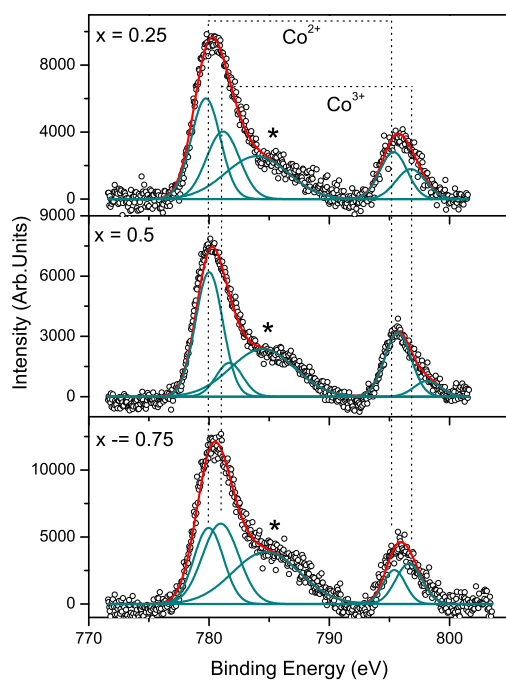 x = 0.25
Co2+
Co3+
*
8000
4000
0
x = 0.5
*
9000
6000
3000
0
x -= 0.75
*
10000
5000
0
770 780 790 800
Intensity (Arb.Units)
Binding Energy (eV)